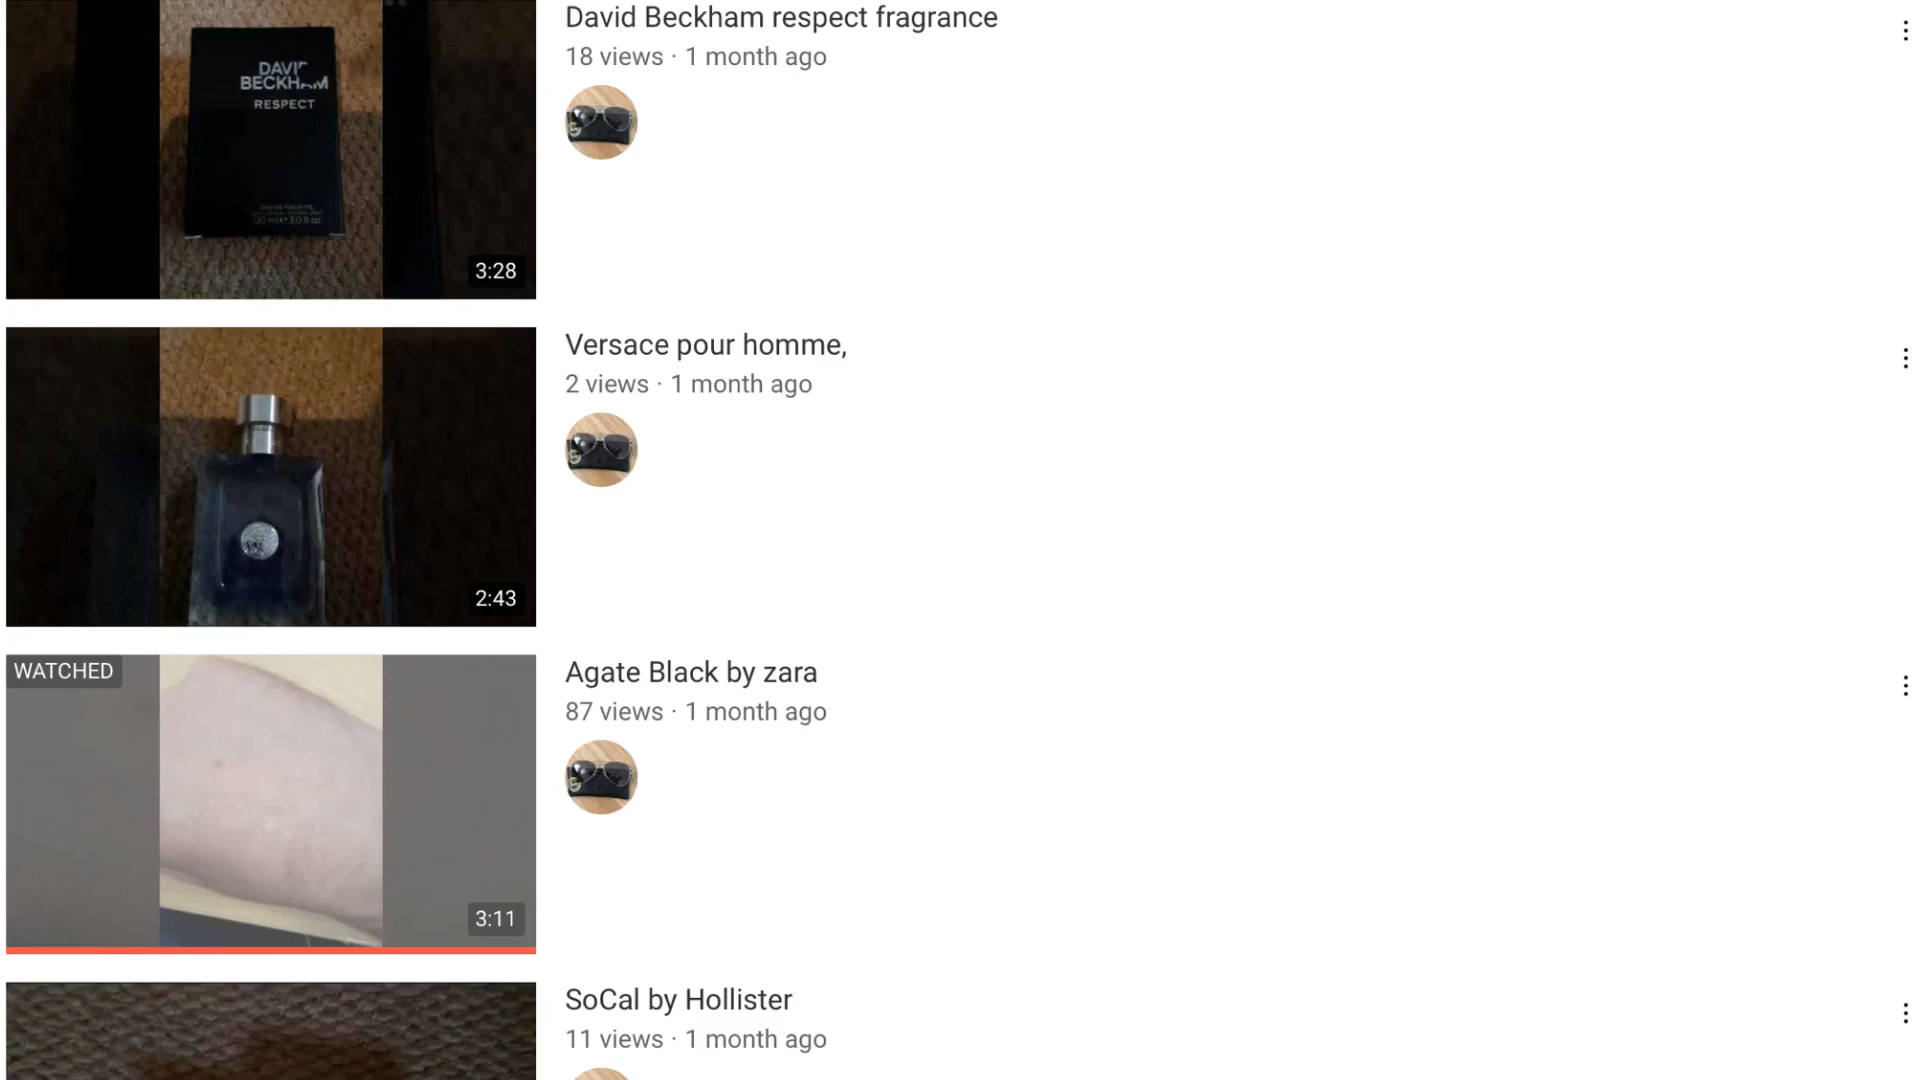 DAVID
BECKHAM
RESPECT
3:28
David Beckham respect fragrance
18 views · 1 month ago
2:43
Versace pour homme,
2 views · 1 month ago
WATCHED
3:11
Agate Black by zara
87 views · 1 month ago
SoCal by Hollister
11 views · 1 month ago